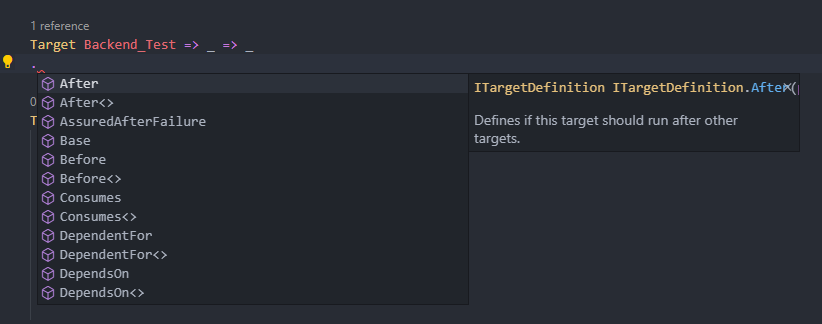 1 reference
Target Backend_Test => _ => _
.
After
After<>
AssuredAfterFailure
Base
Before
Before<>
Consumes
Consumes<>
DependentFor
DependentFor<>
DependsOn
DependsOn<>
ITargetDefinition ITargetDefinition.After(
Defines if this target should run after other
targets.
0
T